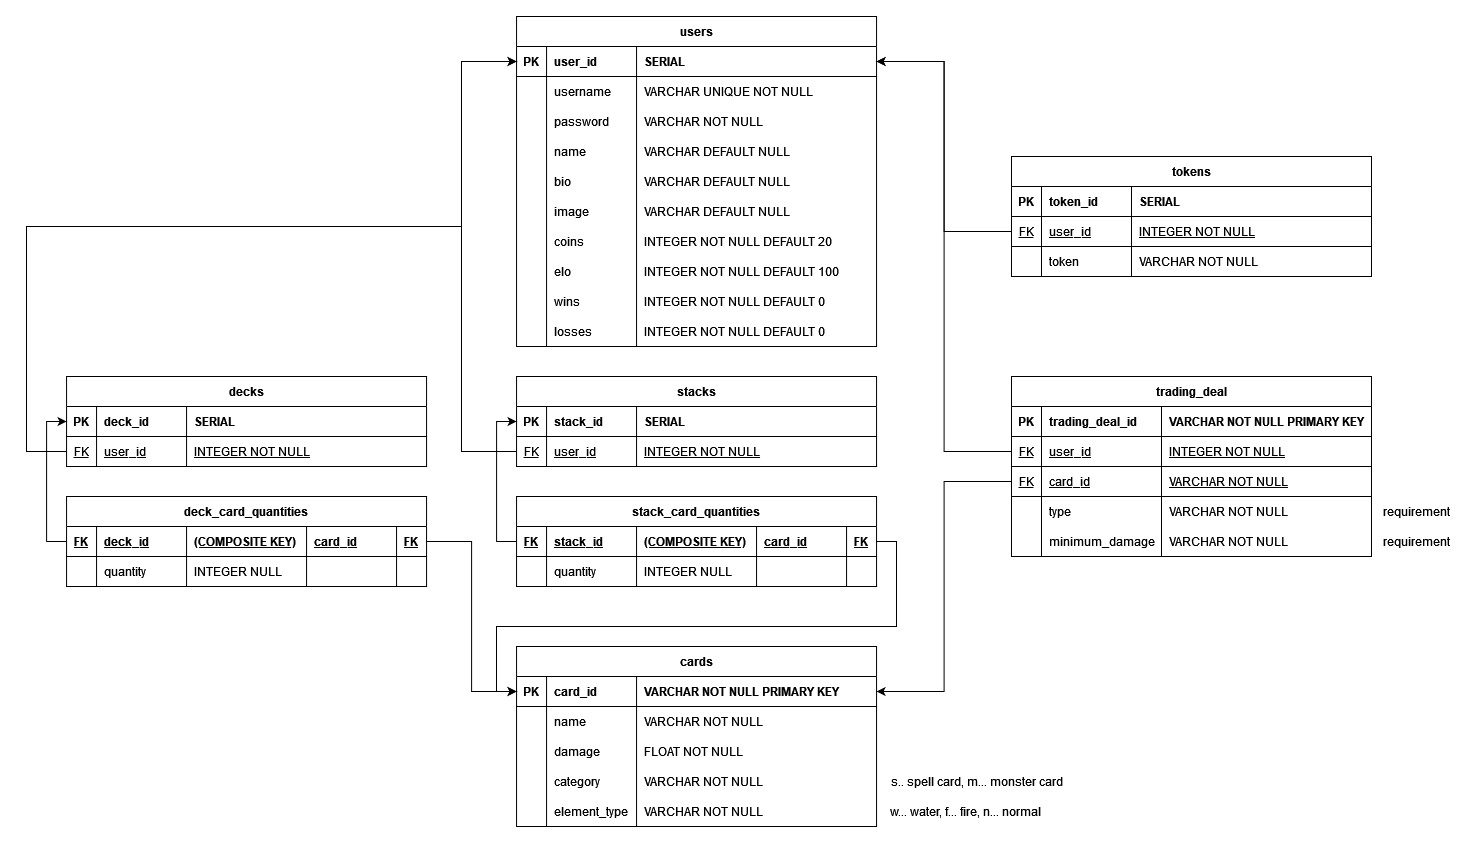 users
PK user_id SERIAL
username VARCHAR UNIQUE NOT NULL
password VARCHAR NOT NULL
name VARCHAR DEFAULT NULL
bio VARCHAR DEFAULT NULL
image VARCHAR DEFAULT NULL
coins INTEGER NOT NULL DEFAULT 20
elo INTEGER NOT NULL DEFAULT 100
wins INTEGER NOT NULL DEFAULT 0
losses INTEGER NOT NULL DEFAULT 0
tokens
PK token_id SERIAL
FK user_id INTEGER NOT NULL
token VARCHAR NOT NULL
decks
PK deck_id SERIAL
FK user_id INTEGER NOT NULL
stacks
PK stack_id SERIAL
FK user_id INTEGER NOT NULL
trading_deal
PK trading_deal_id VARCHAR NOT NULL PRIMARY KEY
FK user_id INTEGER NOT NULL
FK card_id VARCHAR NOT NULL
type VARCHAR NOT NULL requirement
minimum_damage VARCHAR NOT NULL requirement
deck_card_quantities
FK deck_id (COMPOSITE KEY) card_id FK
quantity INTEGER NULL
stack_card_quantities
FK stack_id (COMPOSITE KEY) card_id FK
quantity INTEGER NULL
cards
PK card_id VARCHAR NOT NULL PRIMARY KEY
name VARCHAR NOT NULL
damage FLOAT NOT NULL
category VARCHAR NOT NULL s.. spell card, m... monster card
element_type VARCHAR NOT NULL w... water, f... fire, n... normal